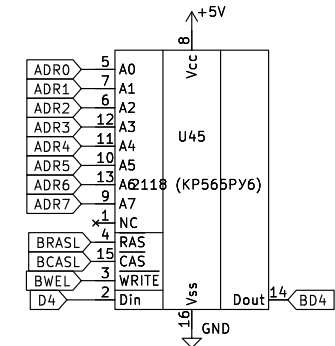 +5V
8
Vcc
ADR0 5 A0
ADR1 7 A1
ADR2 6 A2
ADR3 12 A3
U45
ADR4 11 A4
ADR5 10 A5
ADR6 13 A6 2118 (КР565РУ6)
ADR7 9 A7
1 NC
BRASL 4 RAS
BCASL 15 CAS
BWEL 3 WRITE
D4 2 Din Vss Dout 14 BD4
16 GND